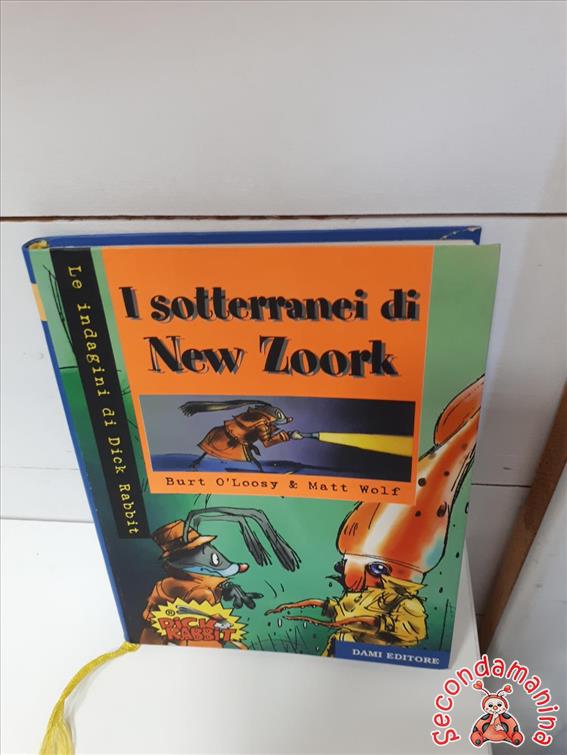 Le indagini di Dick Rabbit
I sotterranei di
New Zoork
Burt O'Loosy & Matt Wolf
®
DICK
RABBIT
DAMI EDITORE
Secondamanina